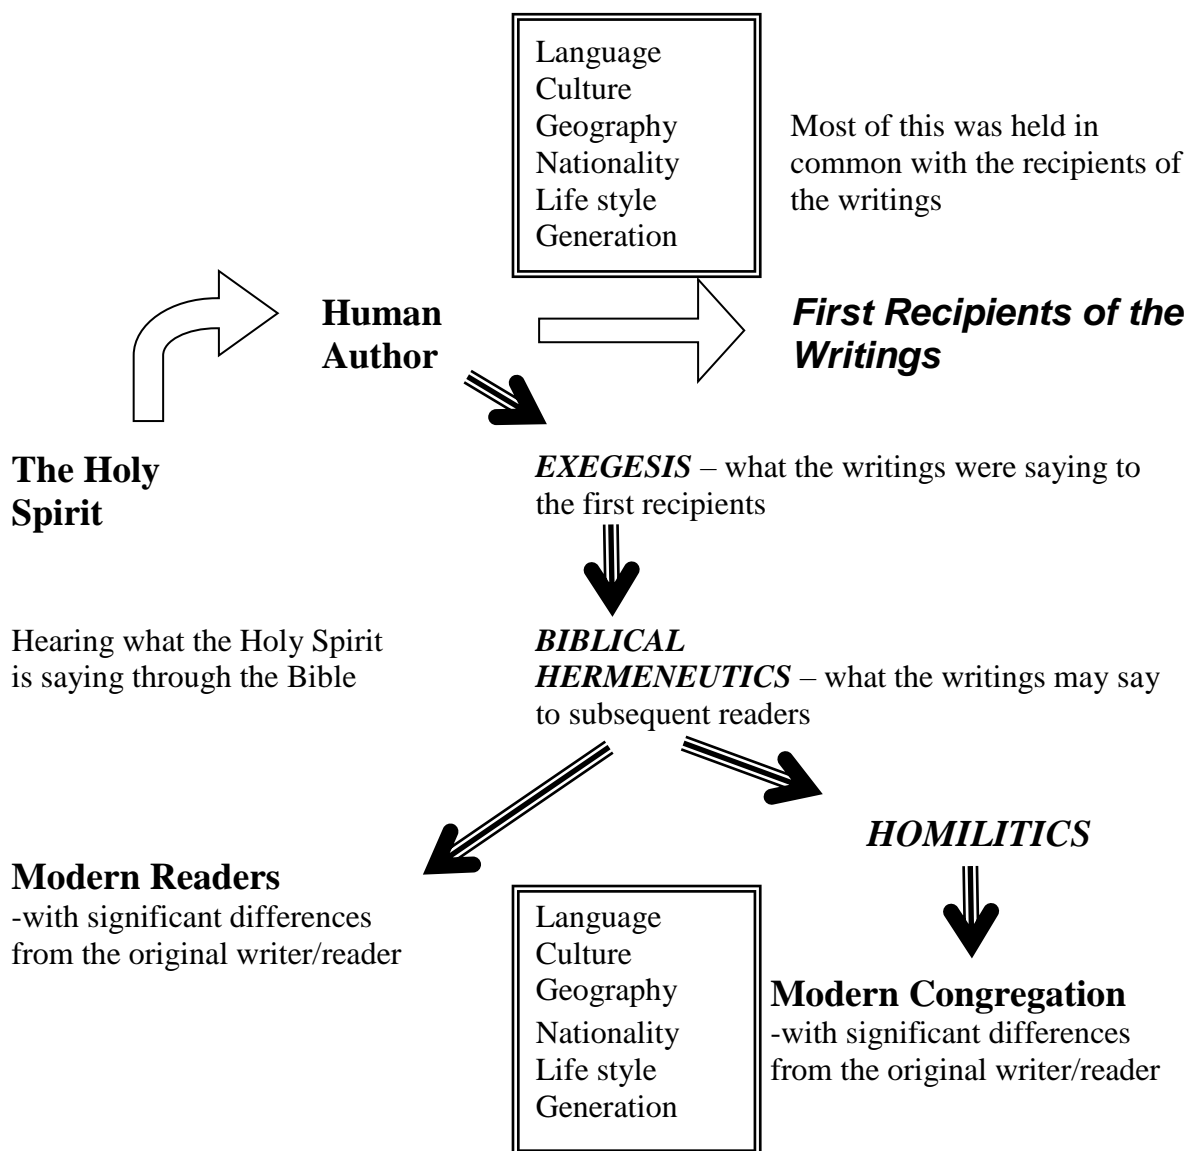 Language
Culture
Geography
Nationality
Life style
Generation
Most of this was held in
common with the recipients of
the writings
Human
Author
First Recipients of the
Writings
The Holy
Spirit
EXEGESIS – what the writings were saying to
the first recipients
Hearing what the Holy Spirit
is saying through the Bible
BIBLICAL
HERMENEUTICS – what the writings may say
to subsequent readers
HOMILITICS
Modern Readers
-with significant differences
from the original writer/reader
Language
Culture
Geography
Nationality
Life style
Generation
Modern Congregation
-with significant differences
from the original writer/reader